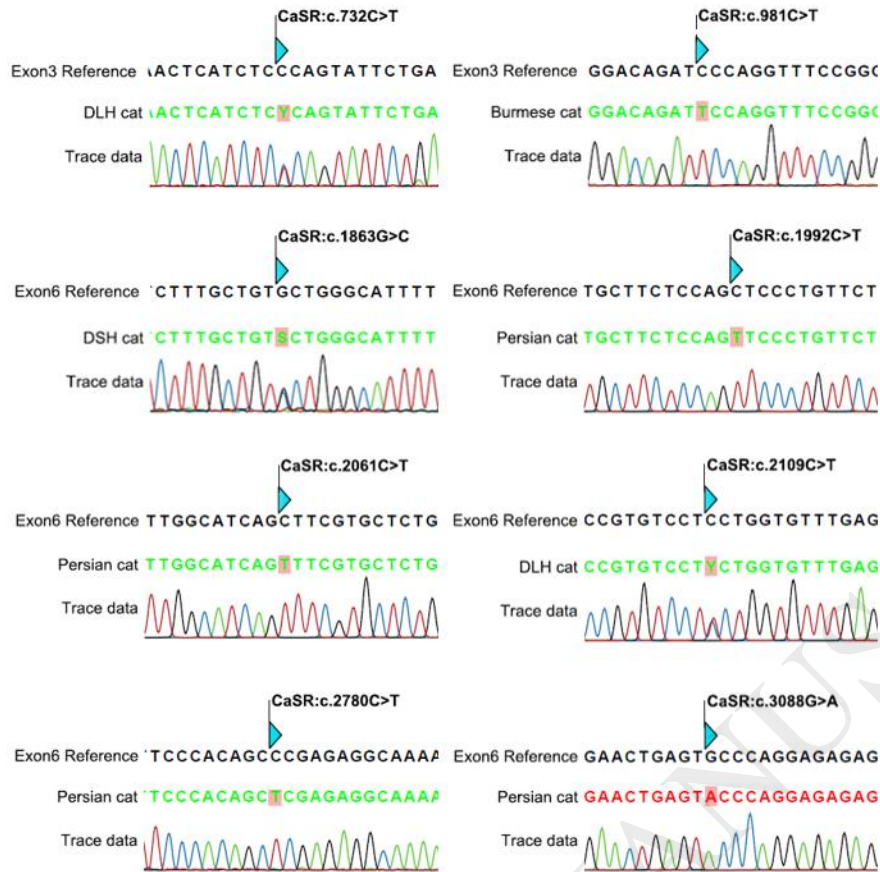 CaSR:c.732C>T
Exon3 Reference ACTCATCTCCCAGTATTCTGA
DLH cat ACTCATCTCYCAGTATTCTGA
Trace data
CaSR:c.981C>T
Exon3 Reference GGACAGATCCCAGGTTTCCGGC
Burmese cat GGACAGATTCCAGGTTTCCGGC
Trace data
CaSR:c.1863G>C
Exon6 Reference CTTTGCTGTGCTGGGCATTTT
DSH cat CTTTGCTGTSCTGGGCATTTT
Trace data
CaSR:c.1992C>T
Exon6 Reference TGCTTCTCCAGCTCCCTGTTCT
Persian cat TGCTTCTCCAGTTCCCTGTTCT
Trace data
CaSR:c.2061C>T
Exon6 Reference TTGGCATCAGCTTCGTGCTCTG
Persian cat TTGGCATCAGTTTCGTGCTCTG
Trace data
CaSR:c.2109C>T
Exon6 Reference CCGTGTCCTCCTGGTGTTTGAG
DLH cat CCGTGTCCTYCTGGTGTTTGAG
Trace data
CaSR:c.2780C>T
Exon6 Reference TCCCACAGCCCGAGAGGCAAAA
Persian cat TCCCACAGCTCGAGAGGCAAAA
Trace data
CaSR:c.3088G>A
Exon6 Reference GAACTGAGTGCCCAGGAGAGAG
Persian cat GAACTGAGTACCCAGGAGAGAG
Trace data
ANUS